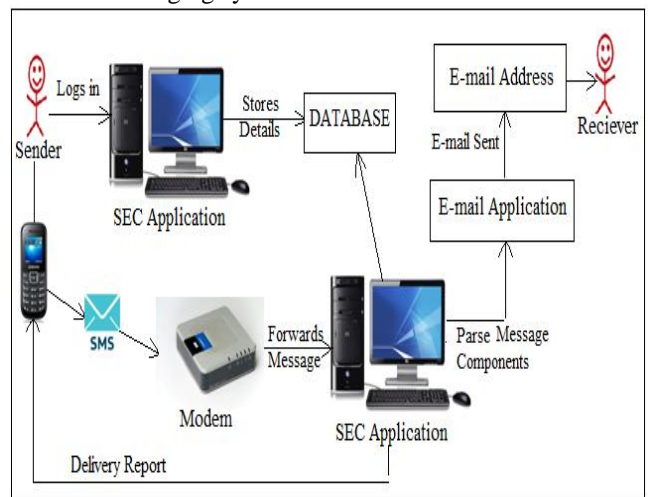 Logs in
Sender
SEC Application
Stores
Details
DATABASE
E-mail Address
Reciever
E-mail Sent
E-mail Application
SMS
Modem
Forwards
Message
SEC Application
Parse Message
Components
Delivery Report